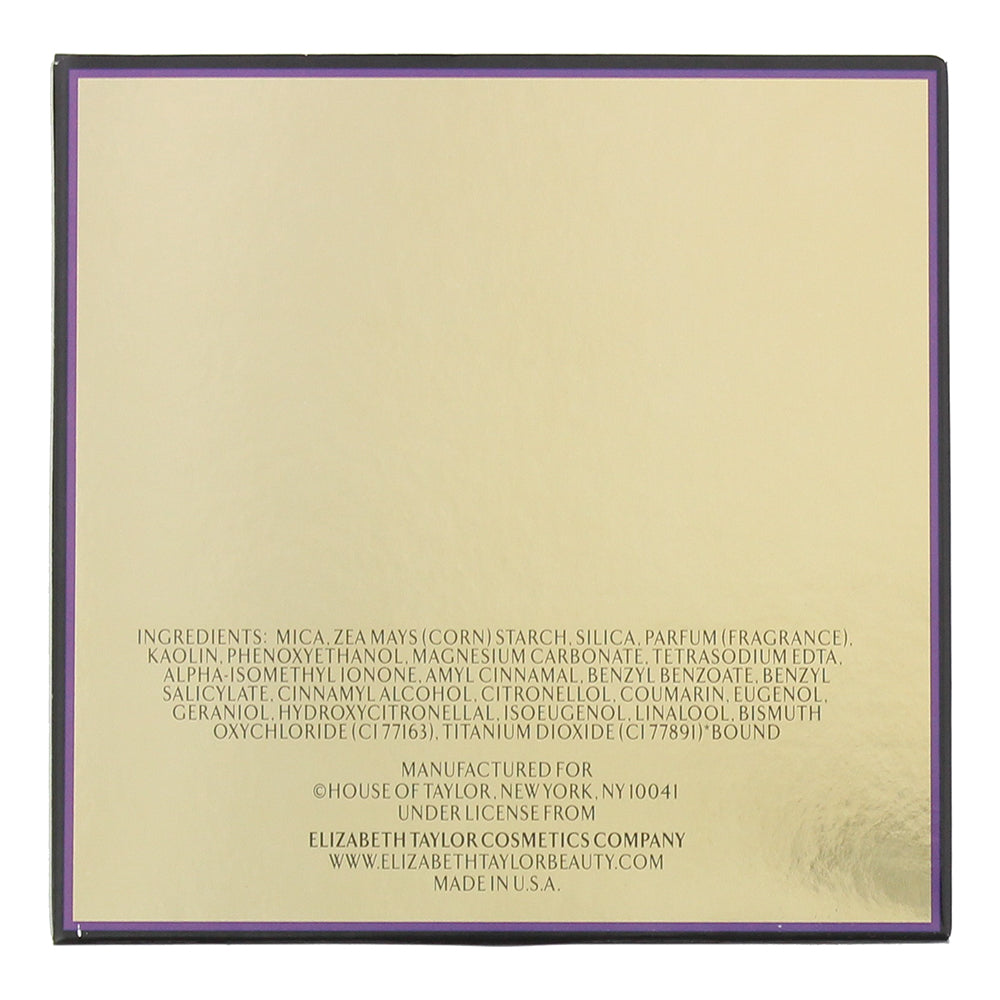 INGREDIENTS: MICA, ZEA MAYS (CORN) STARCH, SILICA, PARFUM (FRAGRANCE),
KAOLIN, PHENOXYETHANOL, MAGNESIUM CARBONATE, TETRASODIUM EDTA,
ALPHA-ISOMETHYL IONONE, AMYL CINNAMAL, BENZYL BENZOATE, BENZYL
SALICYLATE, CINNAMYL ALCOHOL, CITRONELLOL, COUMARIN, EUGENOL,
GERANIOL, HYDROXYCITRONELLAL, ISOEUGENOL, LINALOOL, BISMUTH
OXYCHLORIDE (CI 77163), TITANIUM DIOXIDE (CI 77891)*BOUND
MANUFACTURED FOR
©HOUSE OF TAYLOR, NEW YORK, NY 10041
UNDER LICENSE FROM
ELIZABETH TAYLOR COSMETICS COMPANY
WWW.ELIZABETHTAYLORBEAUTY.COM
MADE IN U.S.A.